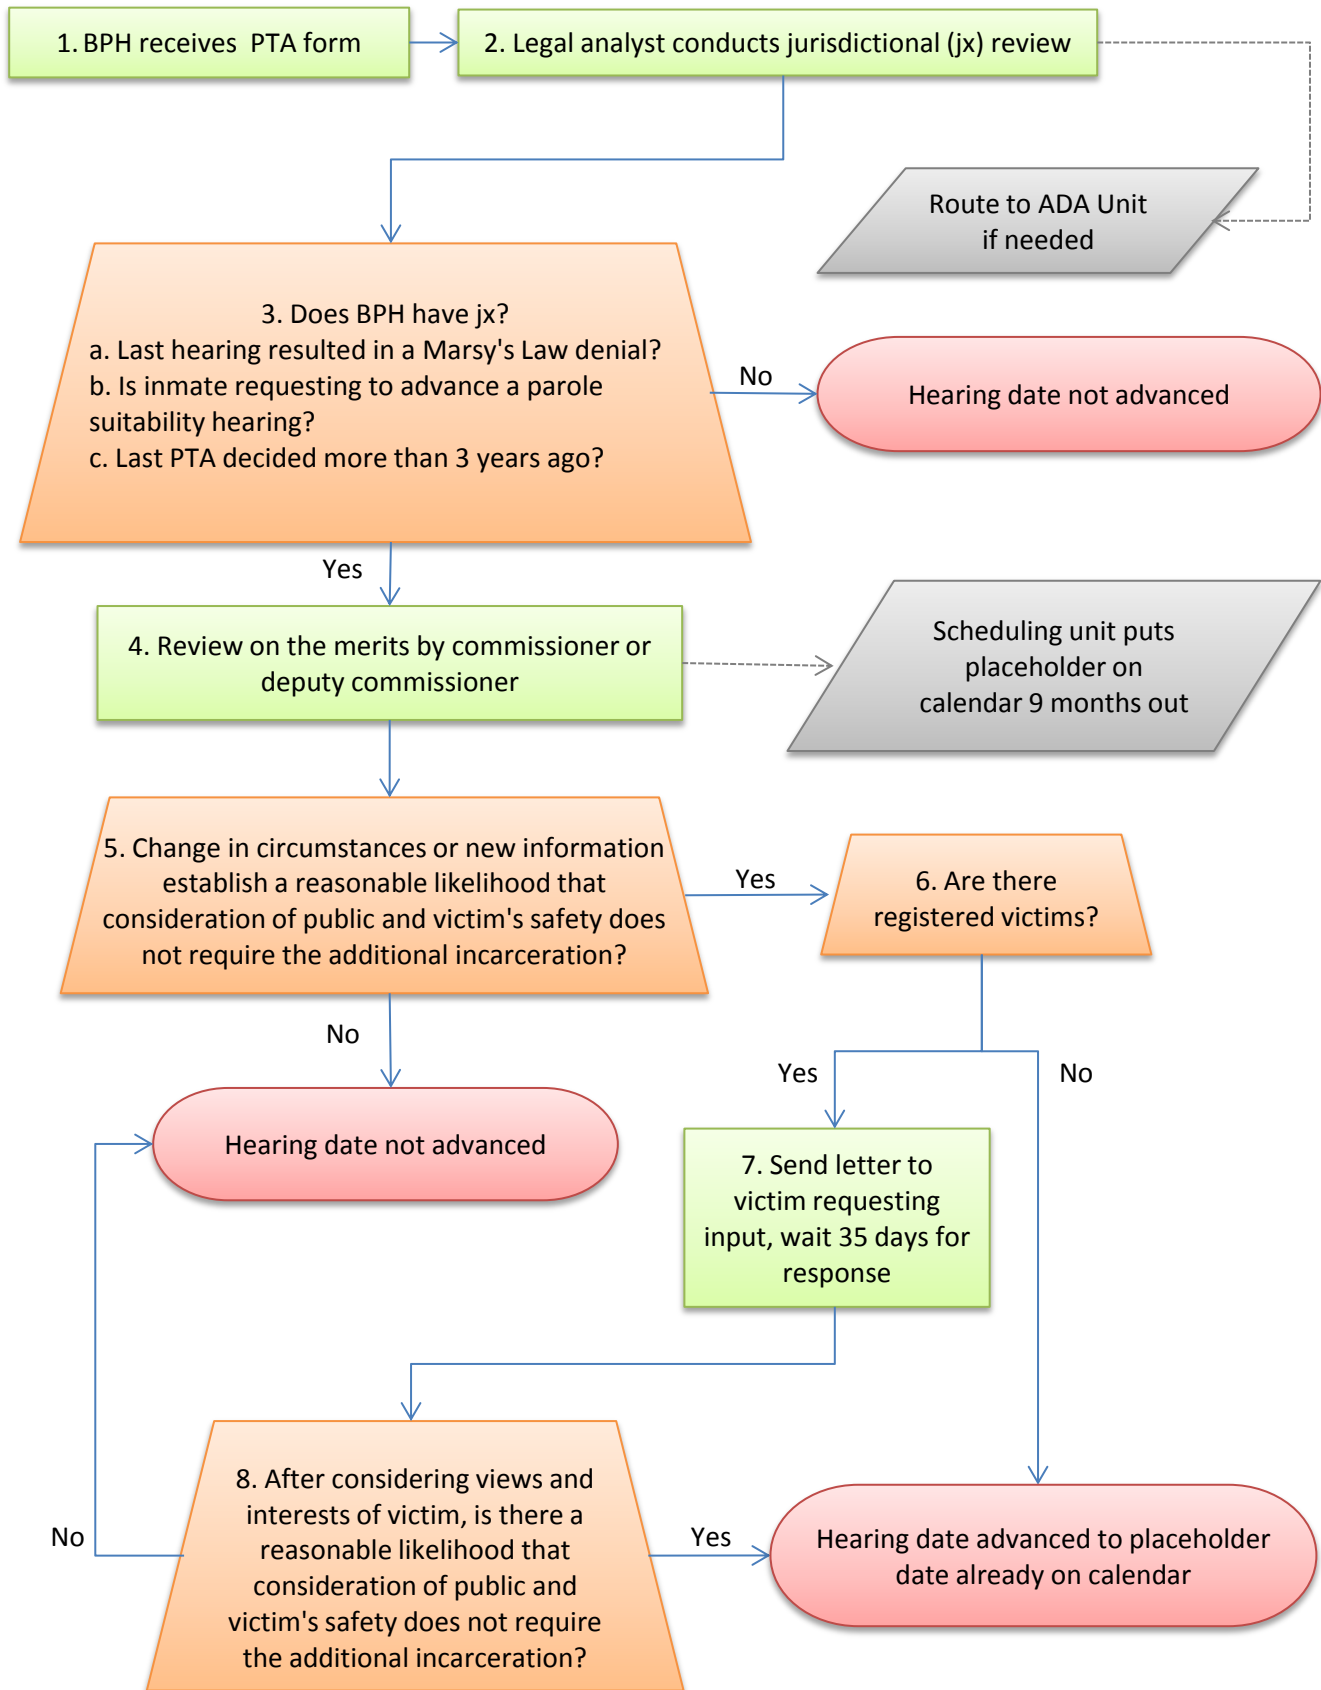 1. BPH receives PTA form
2. Legal analyst conducts jurisdictional (jx) review
Route to ADA Unit
if needed
3. Does BPH have jx?
a. Last hearing resulted in a Marsy's Law denial?
b. Is inmate requesting to advance a parole
suitability hearing?
c. Last PTA decided more than 3 years ago?
No
Hearing date not advanced
Yes
4. Review on the merits by commissioner or
deputy commissioner
Scheduling unit puts
placeholder on
calendar 9 months out
5. Change in circumstances or new information
establish a reasonable likelihood that
consideration of public and victim's safety does
not require the additional incarceration?
Yes
6. Are there
registered victims?
No
Yes
No
Hearing date not advanced
7. Send letter to
victim requesting
input, wait 35 days for
response
8. After considering views and
interests of victim, is there a
reasonable likelihood that
consideration of public and
victim's safety does not require
the additional incarceration?
No
Yes
Hearing date advanced to placeholder
date already on calendar